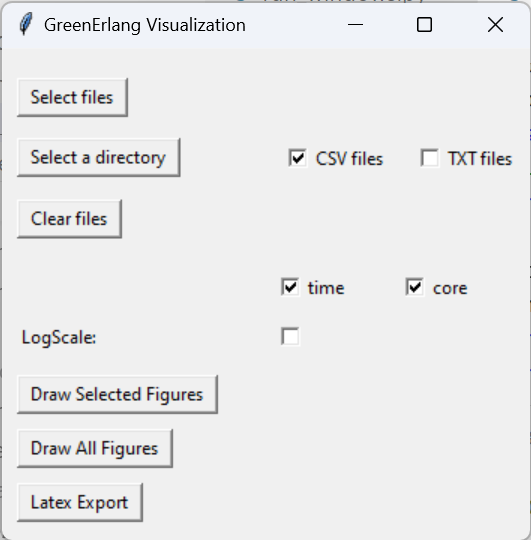 GreenErlang Visualization
Select files
Select a directory CSV files TXT files
Clear files
time core
LogScale:
Draw Selected Figures
Draw All Figures
Latex Export